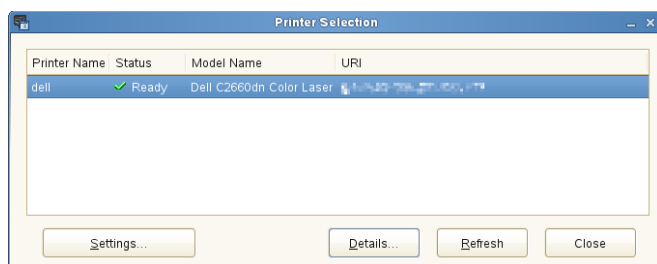 Printer Selection
Printer Name Status Model Name URI
dell Ready Dell C2660dn Color Laser
Settings... Details... Refresh Close